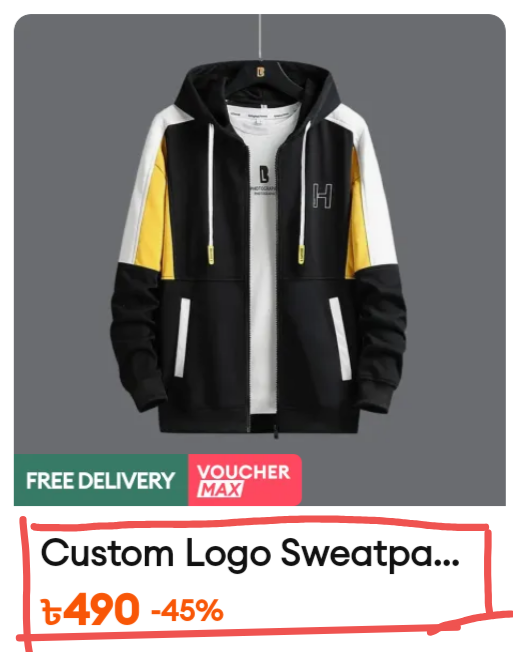 B
H
FREE DELIVERY
VOUCHER
MAX
Custom Logo Sweatpa...
৳490 -45%